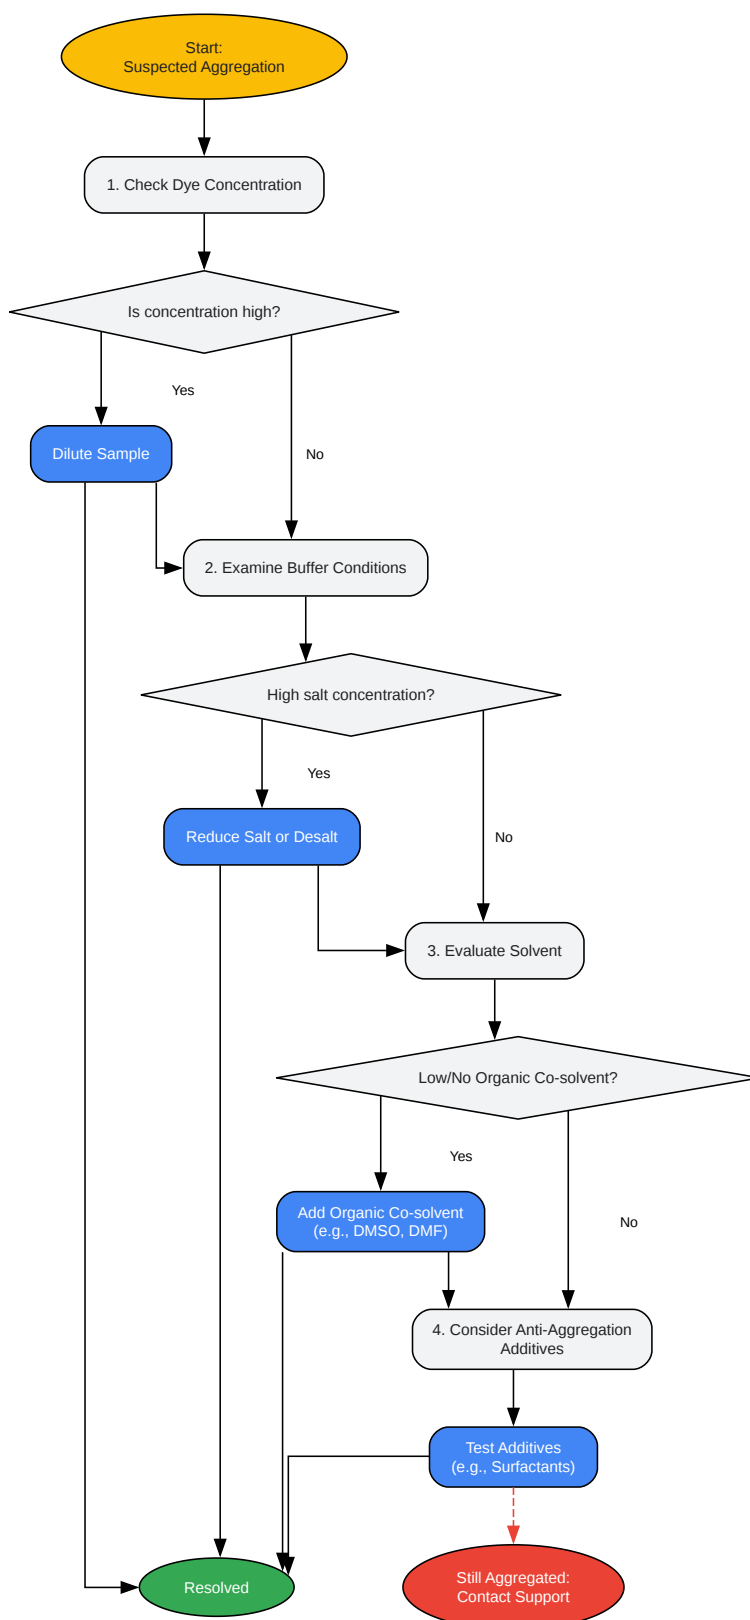 Start:
Suspected Aggregation
1. Check Dye Concentration
Is concentration high?
Yes
Dilute Sample
No
2. Examine Buffer Conditions
High salt concentration?
Yes
Reduce Salt or Desalt
No
3. Evaluate Solvent
Low/No Organic Co-solvent?
Yes
Add Organic Co-solvent
(e.g., DMSO, DMF)
No
4. Consider Anti-Aggregation
Additives
Test Additives
(e.g., Surfactants)
Resolved
Still Aggregated:
Contact Support